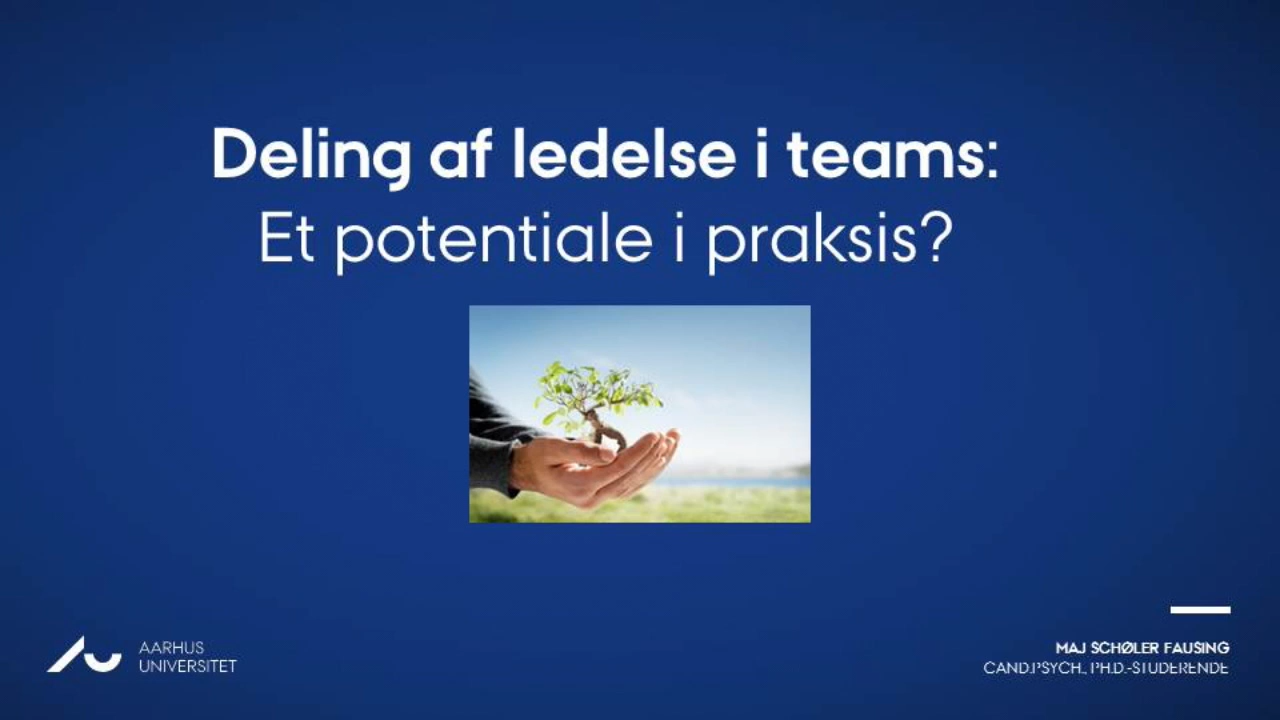 Deling af ledelse i teams:
Et potentiale i praksis?
AARHUS
UNIVERSITET
MAJ SCHØLER FAUSING
CAND.PSYCH., PH.D.-STUDERENDE